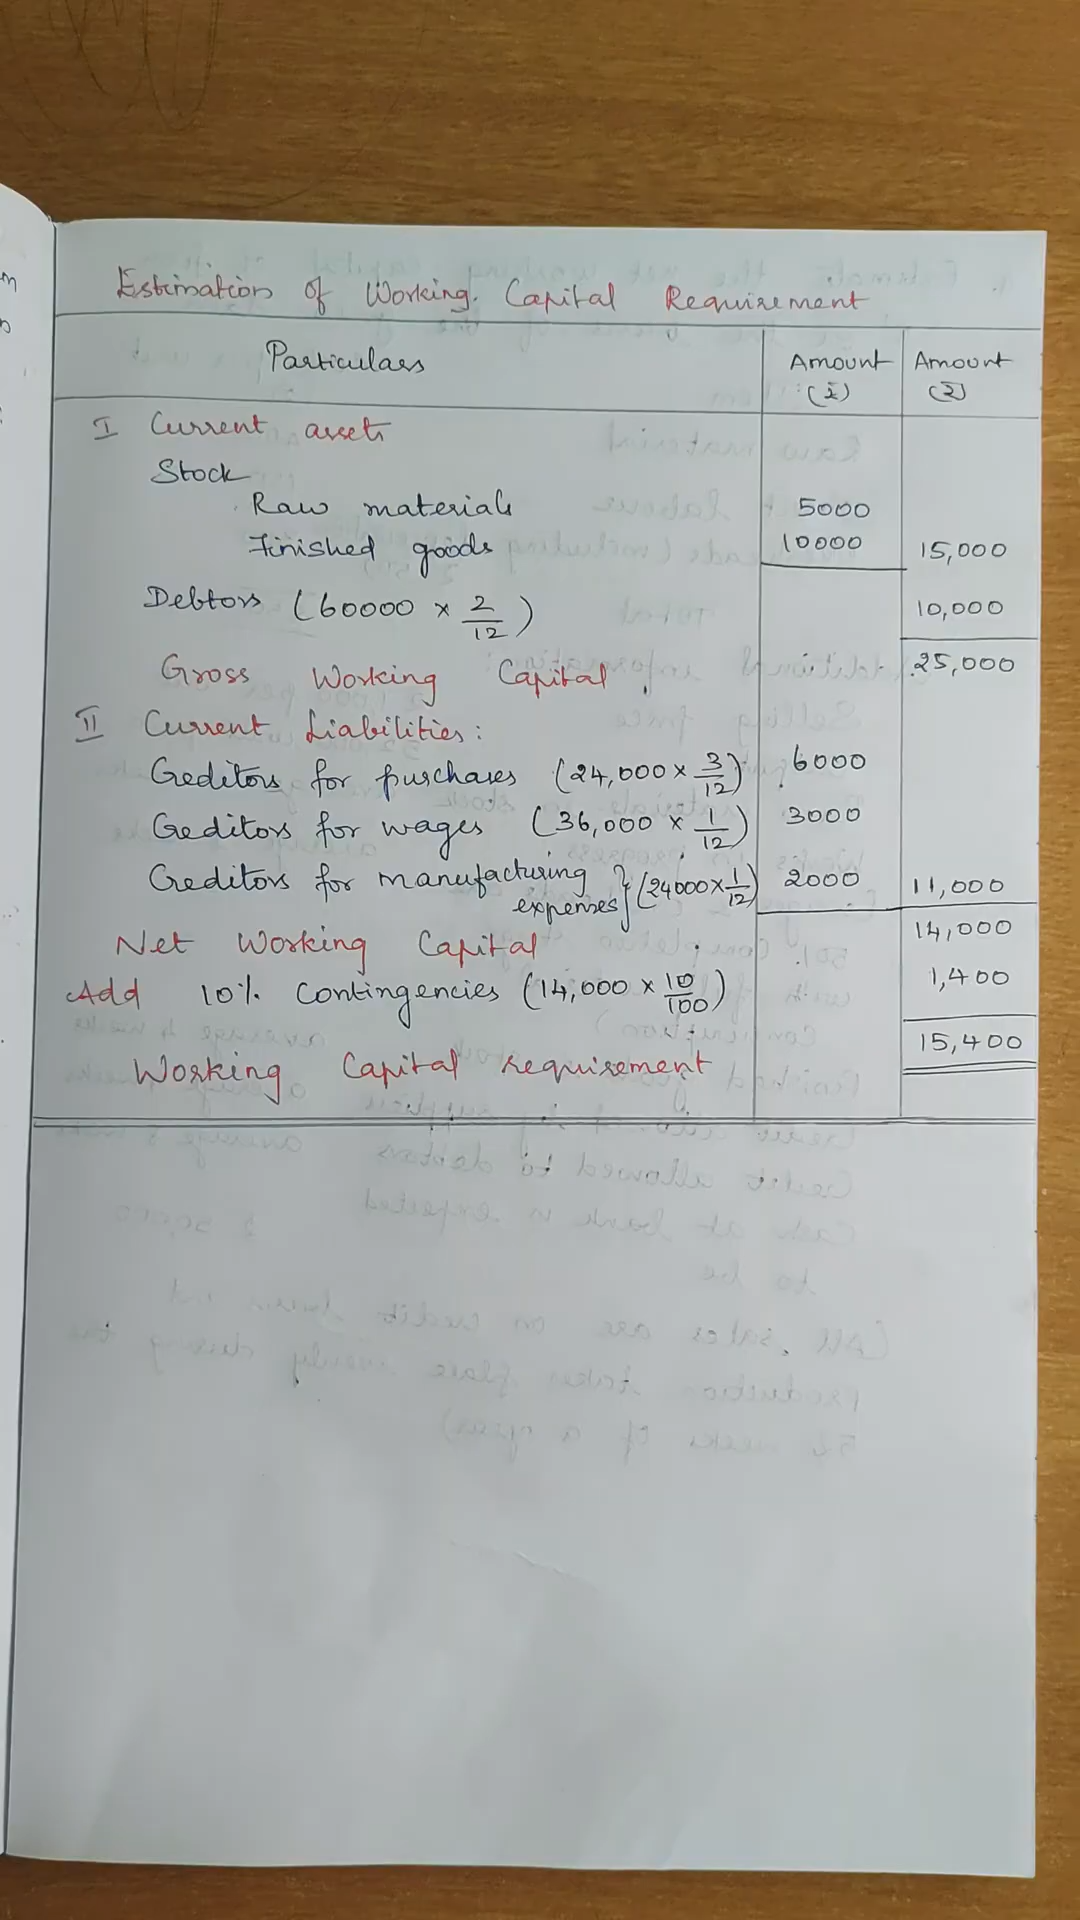 Estimation of Working Capital Requirement
Particulars Amount (₹) Amount (₹)
I Current assets
Stock
Raw materials 5000
Finished goods 10000 15,000
Debtors (60000 × 2/12) 10,000
Gross Working Capital 25,000
II Current Liabilities:
Creditors for purchases (24,000 × 3/12) 6000
Creditors for wages (36,000 × 1/12) 3000
Creditors for manufacturing expenses } (24000 × 1/12) 2000 11,000
Net Working Capital 14,000
Add 10% Contingencies (14,000 × 10/100) 1,400
Working Capital requirement 15,400